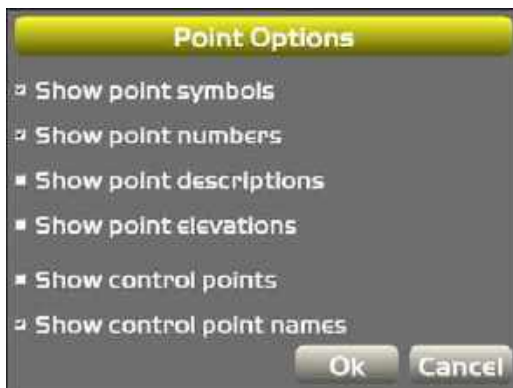 Point Options
Show point symbols
Show point numbers
Show point descriptions
Show point elevations
Show control points
Show control point names
Ok Cancel